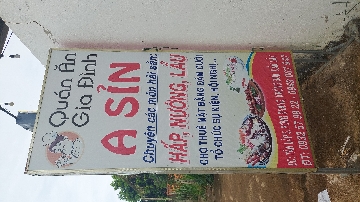 Quán Ăn
Gia Đình
A SỈN
Chuyên các món hải sản:
HẤP, NƯỚNG, LẨU
CHO THUÊ MẶT BẰNG ĐÁM CƯỚI
TỔ CHỨC SỰ KIỆN, HỘI NGHỊ...